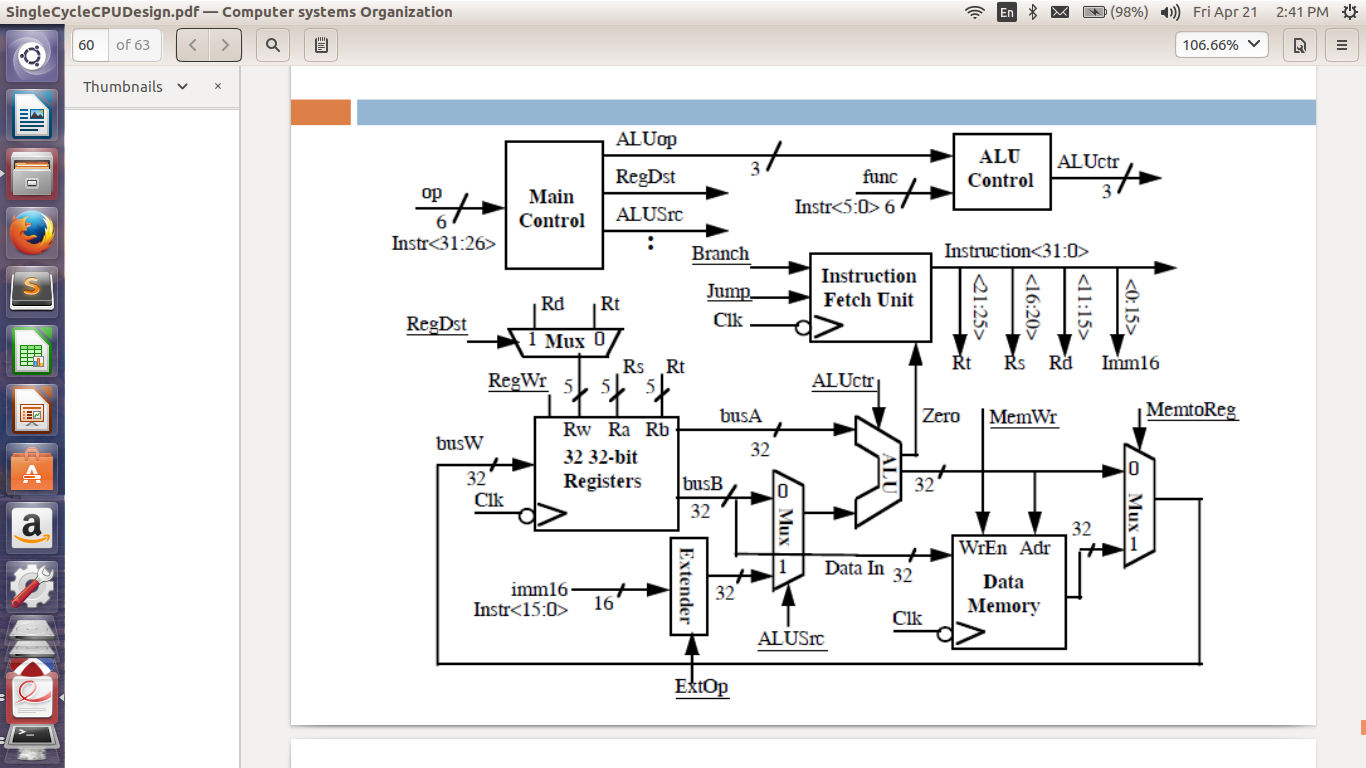 SingleCycleCPUDesign.pdf — Computer systems Organization
En
(98%)
Fri Apr 21
2:41 PM
60
of 63
106.66%
Thumbnails
×
ALUop
3
RegDst
ALUSrc
:
op
6
Instr<31:26>
Main
Control
func
Instr<5:0> 6
ALU
Control
ALUctr
3
Branch
Jump
Clk
Instruction
Fetch Unit
Instruction<31:0>
<21:25>
<16:20>
<11:15>
<0:15>
Rt
Rs
Rd
Imm16
RegDst
Rd
Rt
1 Mux 0
RegWr
5
5
Rs
5
Rt
busW
32
Clk
Rw Ra Rb
32 32-bit
Registers
busA
32
busB
32
ALUctr
ALU
Zero
32
0
Mux
1
ALUSrc
imm16
Instr<15:0>
16
Extender
32
ExtOp
Data In
32
MemWr
WrEn Adr
Data
Memory
Clk
32
MemtoReg
0
Mux
1